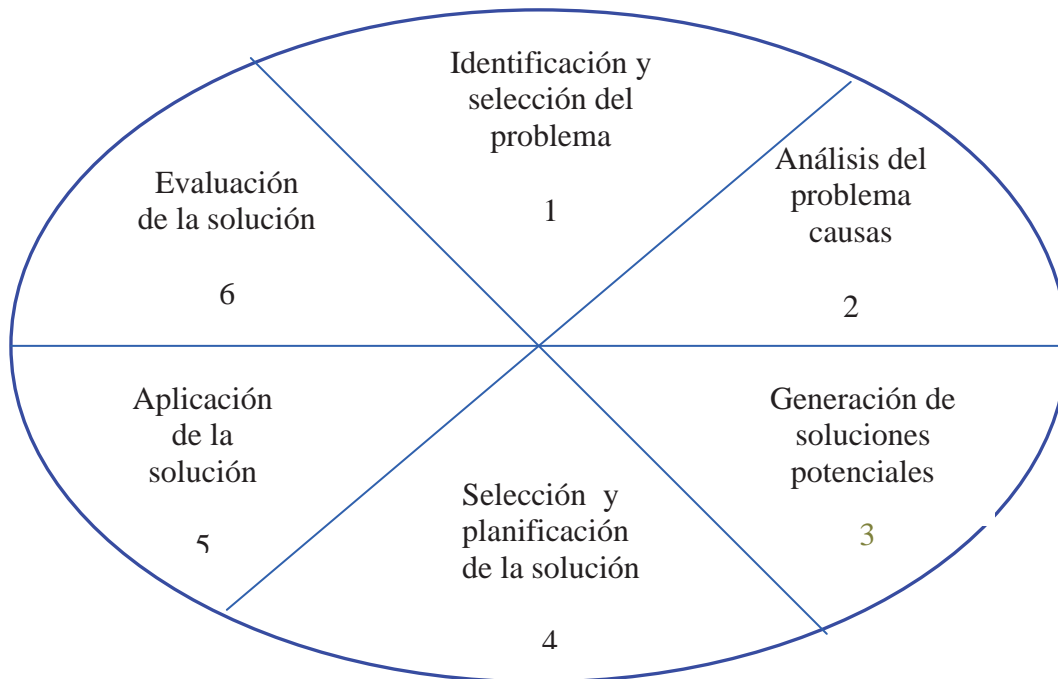 Identificación y
selección del
problema
1
Análisis del
problema
causas
2
Generación de
soluciones
potenciales
3
Selección y
planificación
de la solución
4
Aplicación
de la
solución
5
Evaluación
de la solución
6